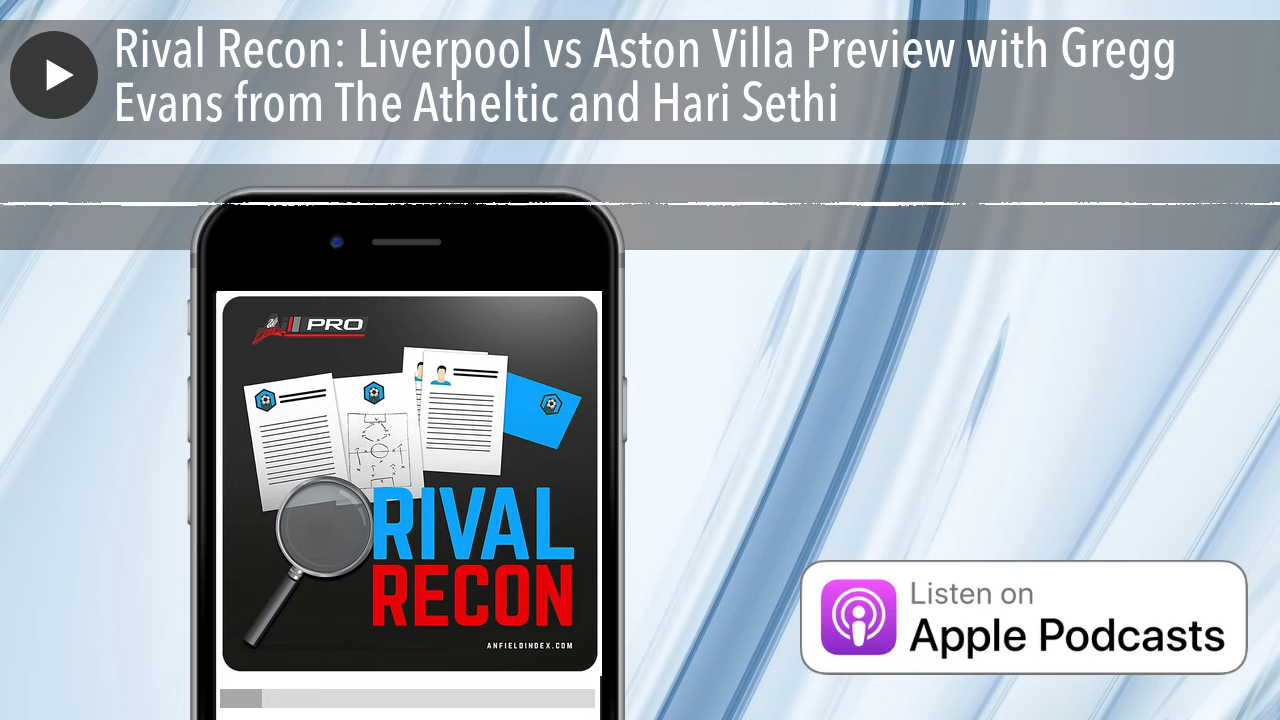 Rival Recon: Liverpool vs Aston Villa Preview with Gregg
Evans from The Atheltic and Hari Sethi
PRO
RIVAL
RECON
ANFIELDINDEX.COM
Listen on
Apple Podcasts